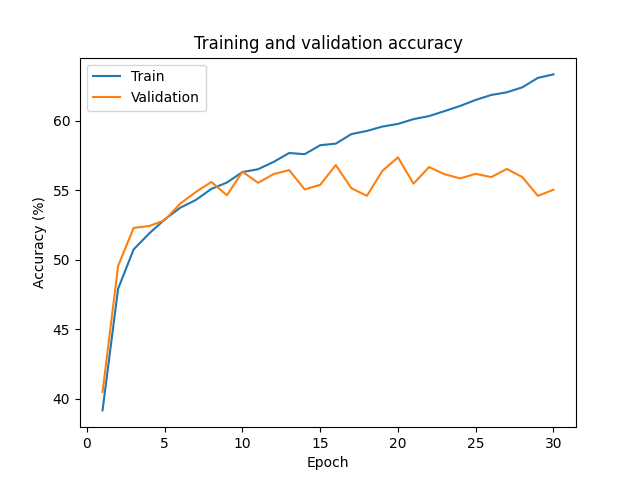 Training and validation accuracy
Train
Validation
Accuracy (%)
60
55
50
45
40
0 5 10 15 20 25 30
Epoch